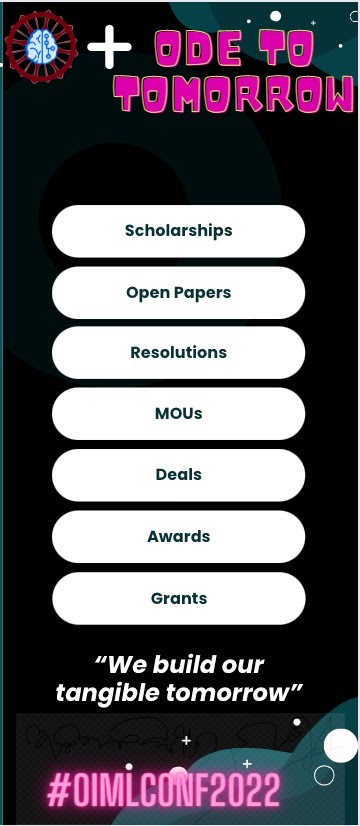 ODE TO
TOMORROW
Scholarships
Open Papers
Resolutions
MOUs
Deals
Awards
Grants
“We build our
tangible tomorrow”
#OIMLCONF2022